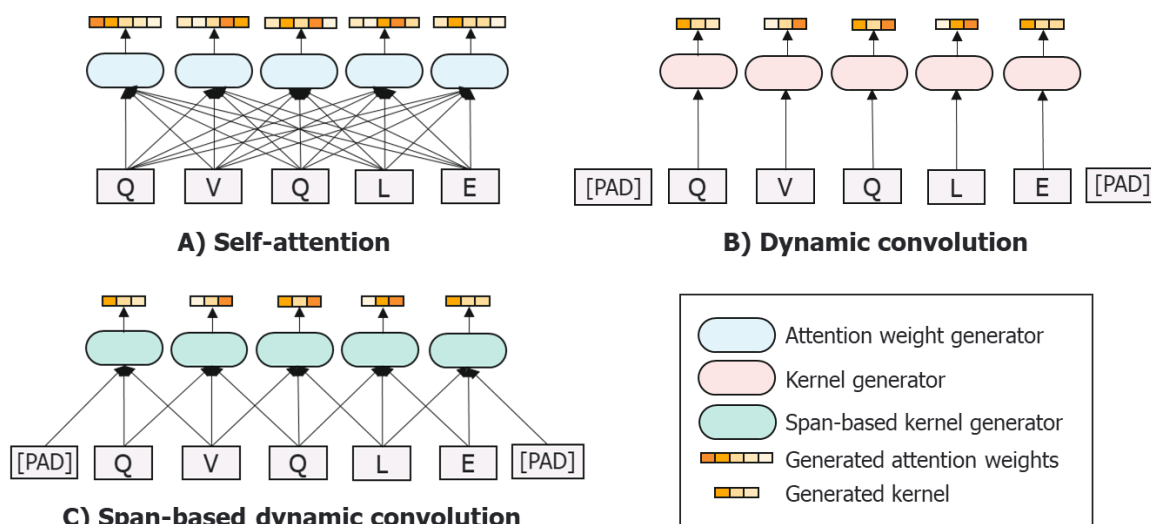 Q V Q L E
A) Self-attention
[PAD] Q V Q L E [PAD]
B) Dynamic convolution
[PAD] Q V Q L E [PAD]
C) Span-based dynamic convolution
Attention weight generator
Kernel generator
Span-based kernel generator
Generated attention weights
Generated kernel